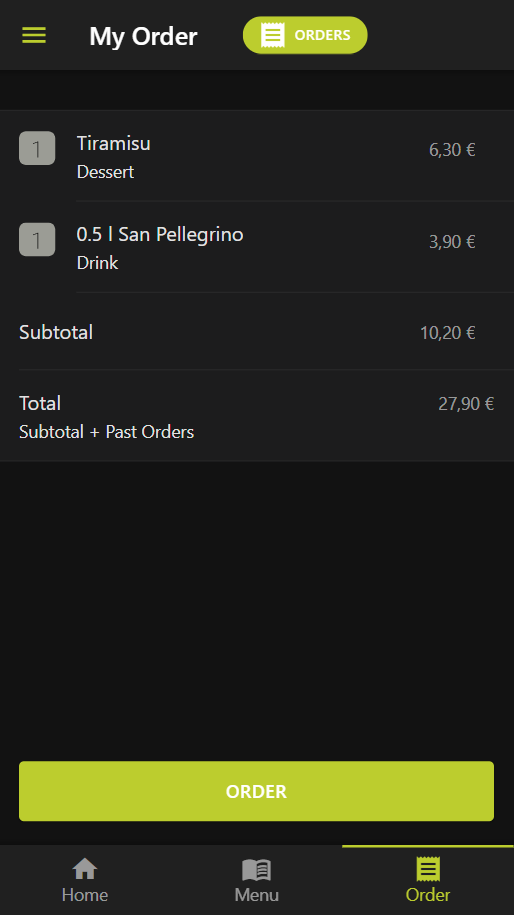 My Order
ORDERS
1
Tiramisu
6,30 €
Dessert
1
0.5 l San Pellegrino
3,90 €
Drink
Subtotal
10,20 €
Total
27,90 €
Subtotal + Past Orders
ORDER
Home
Menu
Order